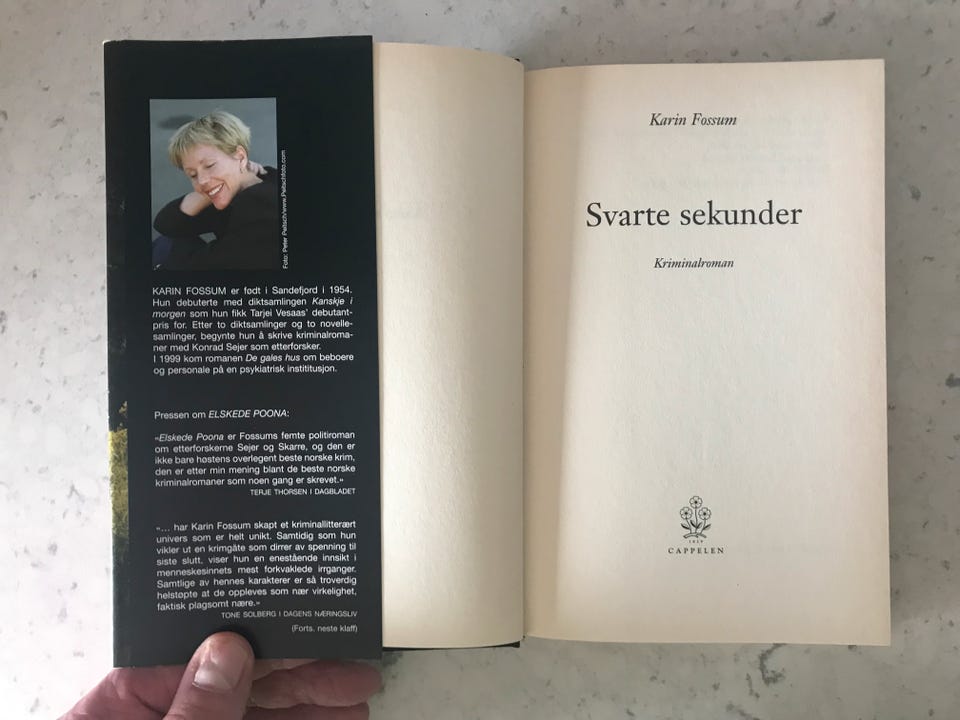 Foto: Peter Peitsch/www.Peitschfoto.com
KARIN FOSSUM er født i Sandefjord i 1954.
Hun debuterte med diktsamlingen Kanskje i
morgen som hun fikk Tarjei Vesaas' debutant-
pris for. Etter to diktsamlinger og to novelle-
samlinger, begynte hun å skrive kriminalroma-
ner med Konrad Sejer som etterforsker.
I 1999 kom romanen De gales hus om beboere
og personale på en psykiatrisk instititusjon.
Pressen om ELSKEDE POONA:
«Elskede Poona er Fossums femte politiroman
om etterforskerne Sejer og Skarre, og den er
ikke bare høstens overlegent beste norske krim,
den er etter min mening blant de beste norske
kriminalromaner som noen gang er skrevet.»
TERJE THORSEN I DAGBLADET
«... har Karin Fossum skapt et kriminallitterært
univers som er helt unikt. Samtidig som hun
vikler ut en krimgåte som dirrer av spenning til
siste slutt, viser hun en enestående innsikt i
menneskesinnets mest forkvaklede irrganger.
Samtlige av hennes karakterer er så troverdig
helstøpte at de oppleves som nær virkelighet,
faktisk plagsomt nære.»
TONE SOLBERG I DAGENS NÆRINGSLIV
(Forts. neste klaff)
Karin Fossum
Svarte sekunder
Kriminalroman
1829
CAPPELEN